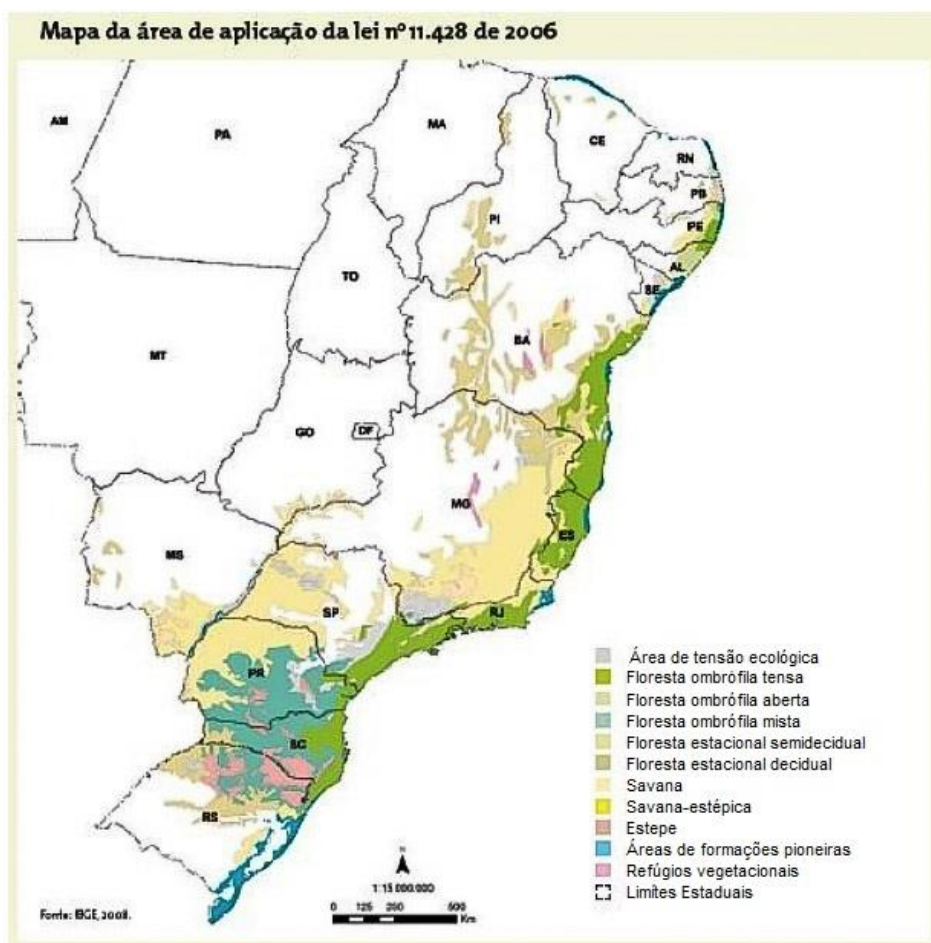 Mapa da área de aplicação da lei nº 11.428 de 2006
AM
PA
MA
CE
RN
PB
PE
PI
AL
SE
TO
BA
MT
GO
DF
MG
ES
MS
SP
RJ
PR
SC
RS
Área de tensão ecológica
Floresta ombrófila tensa
Floresta ombrófila aberta
Floresta ombrófila mista
Floresta estacional semidecidual
Floresta estacional decidual
Savana
Savana-estépica
Estepe
Áreas de formações pioneiras
Refúgios vegetacionais
Limítes Estaduais
N
1:15 000.000
0 125 250 500
Km
Fonte: IBGE, 2008.